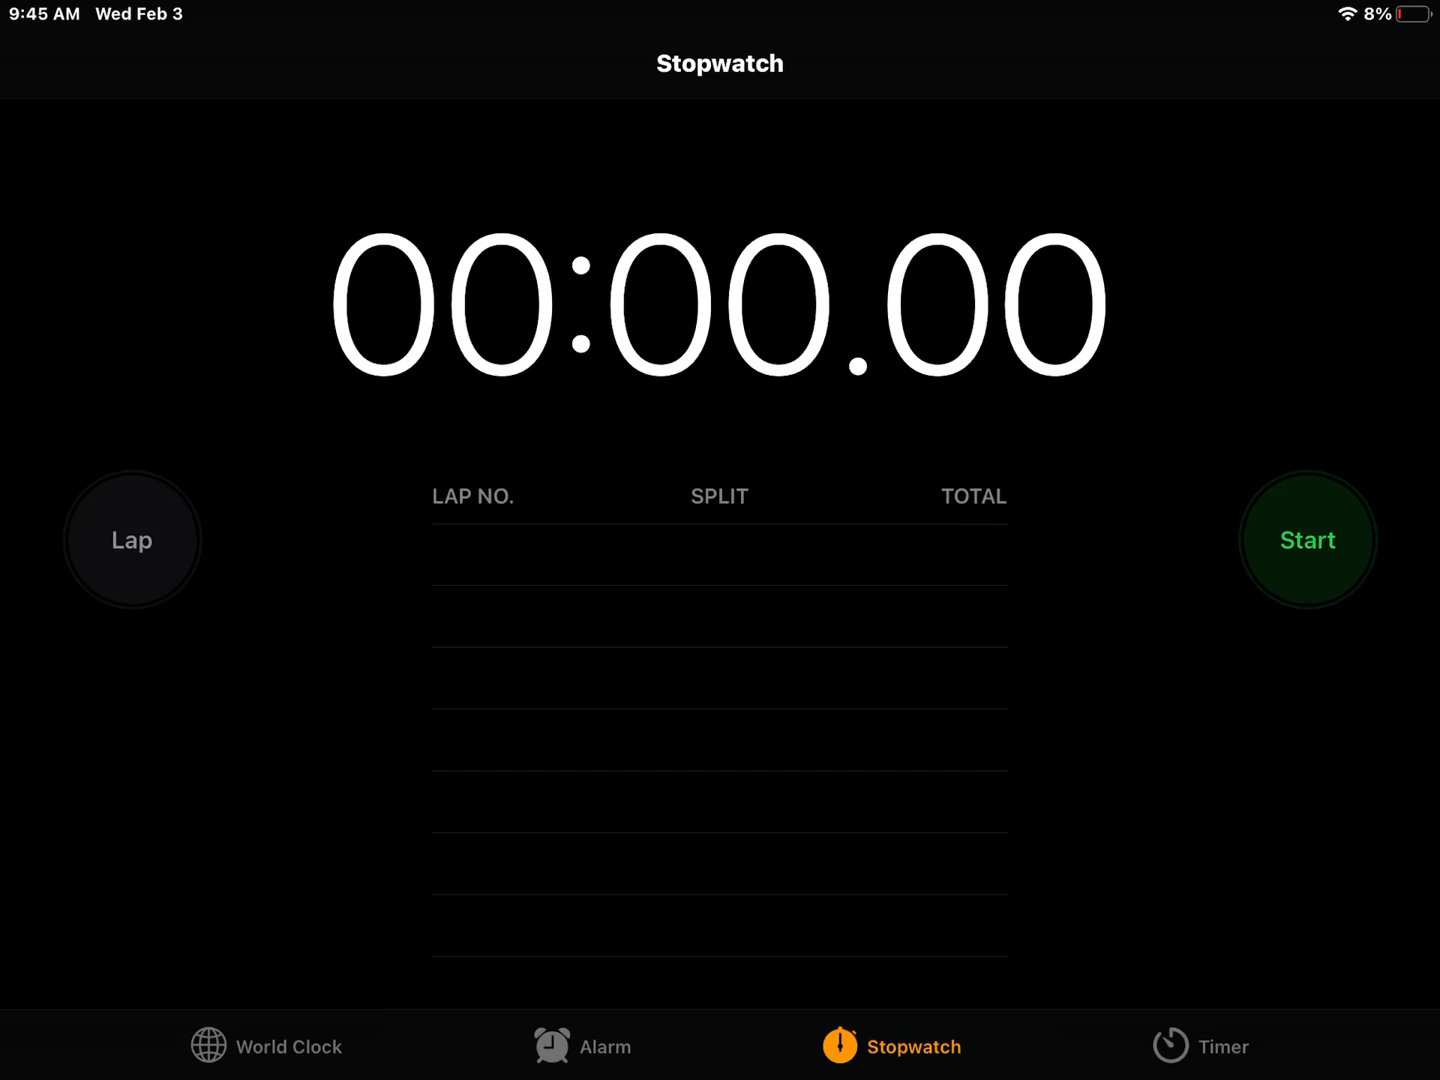 9:45 AM Wed Feb 3 8%
Stopwatch
00:00.00
LAP NO. SPLIT TOTAL
Lap Start
World Clock Alarm Stopwatch Timer